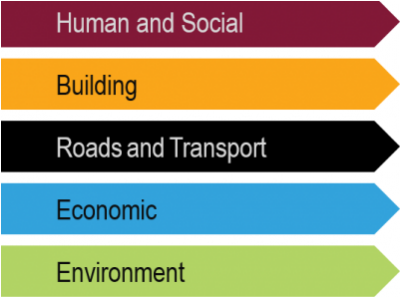 Human and Social
Building
Roads and Transport
Economic
Environment